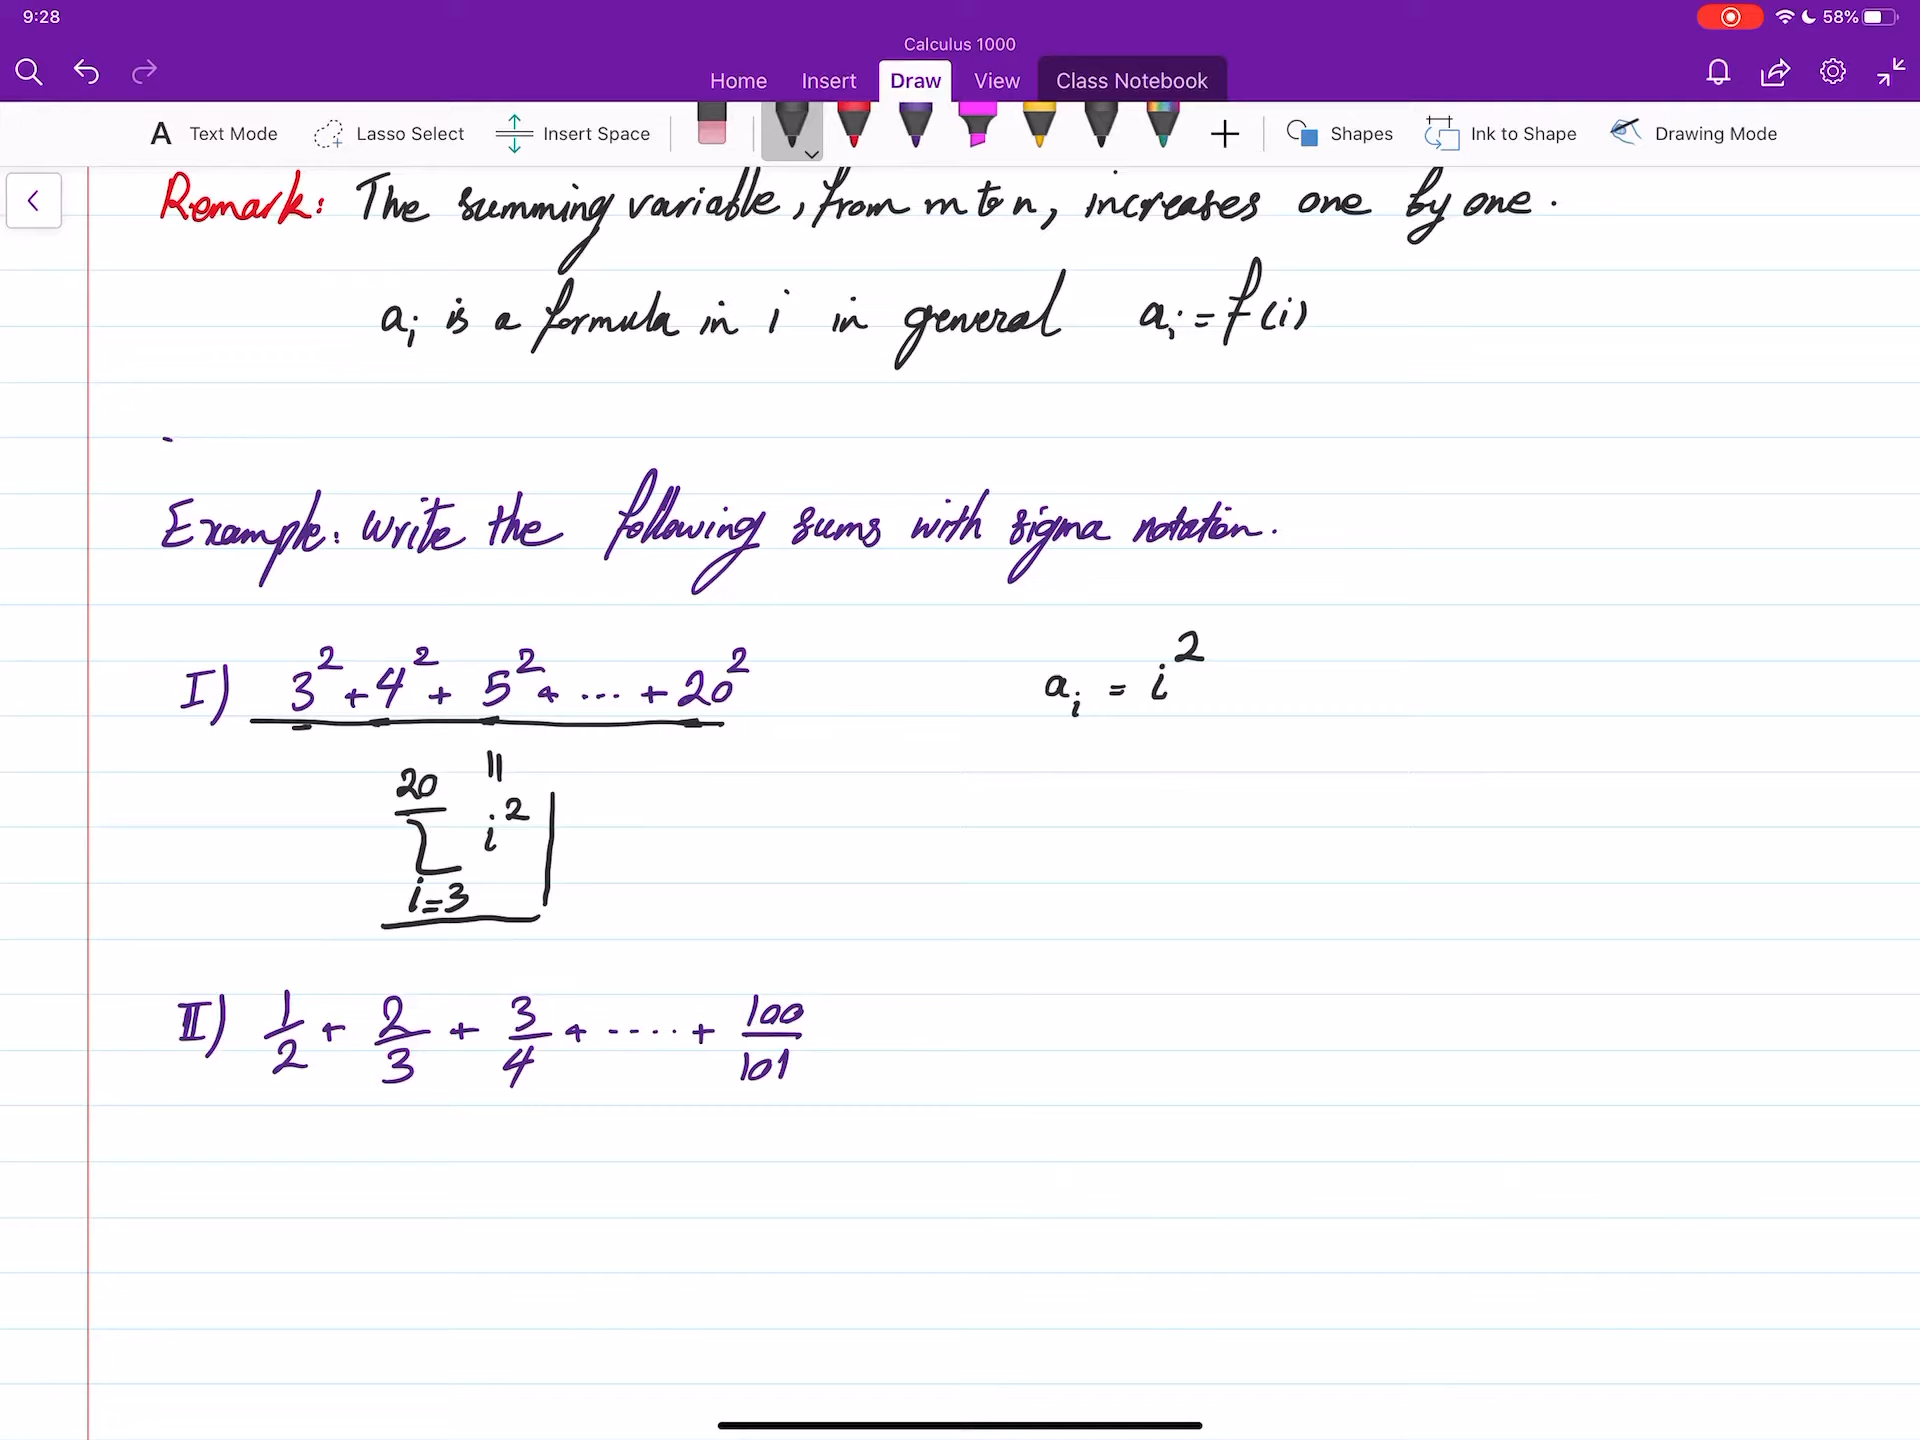 9:28
58%
Calculus 1000
Home Insert Draw View Class Notebook
A Text Mode Lasso Select Insert Space Shapes Ink to Shape Drawing Mode
Remark: The summing variable, from m to n, increases one by one.
aᵢ is a formula in i in general aᵢ = f(i)
Example: Write the following sums with sigma notation.
I) 3² + 4² + 5² + ... + 20² aᵢ = i²
||
20
Σ i²
i=3
II) 1/2 + 2/3 + 3/4 + ..... + 100/101